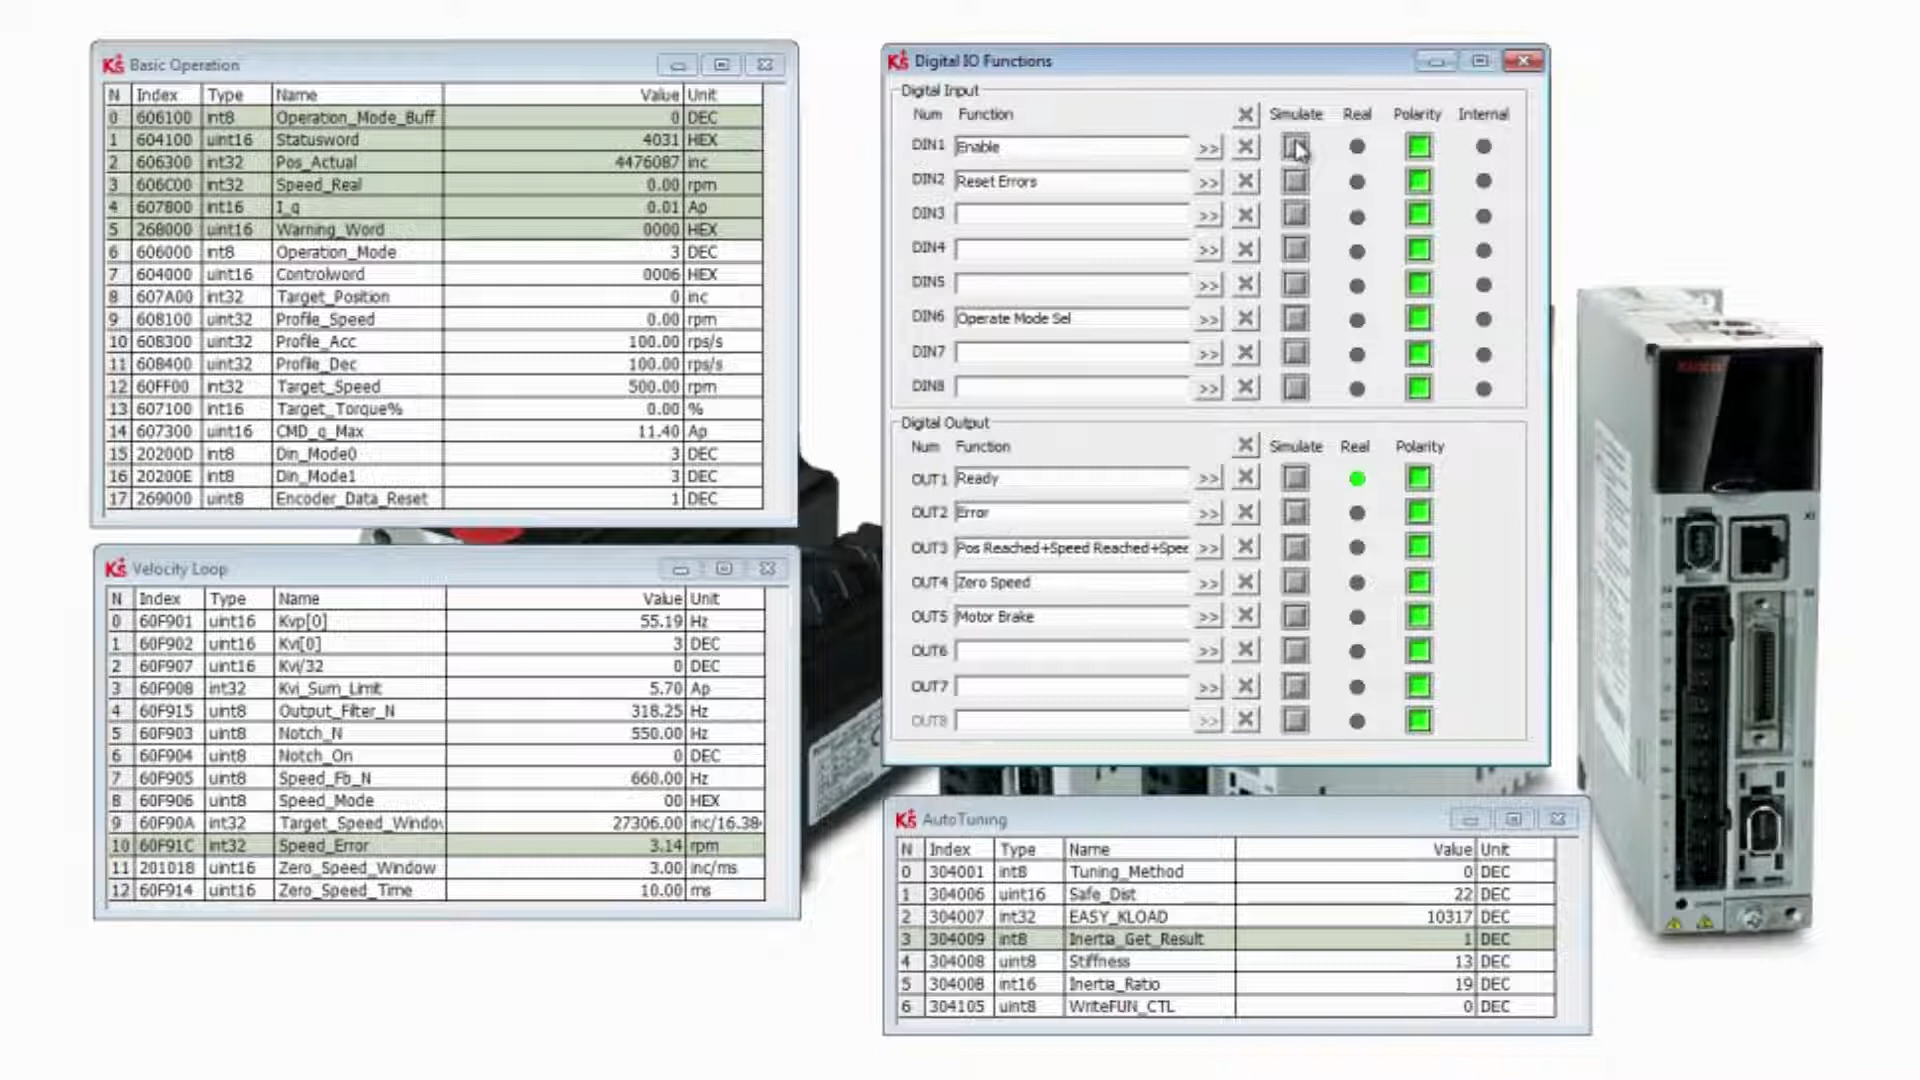 Basic Operation
N Index Type Name Value Unit
0 606100 int8 Operation_Mode_Buff 0 DEC
1 604100 uint16 Statusword 4031 HEX
2 606300 int32 Pos_Actual 4476087 inc
3 606C00 int32 Speed_Real 0.00 rpm
4 607800 int16 I_q 0.01 Ap
5 268000 uint16 Warning_Word 0000 HEX
6 606000 int8 Operation_Mode 3 DEC
7 604000 uint16 Controlword 0006 HEX
8 607A00 int32 Target_Position 0 inc
9 608100 uint32 Profile_Speed 0.00 rpm
10 608300 uint32 Profile_Acc 100.00 rps/s
11 608400 uint32 Profile_Dec 100.00 rps/s
12 60FF00 int32 Target_Speed 500.00 rpm
13 607100 int16 Target_Torque% 0.00 %
14 607300 uint16 CMD_q_Max 11.40 Ap
15 20200D int8 Din_Mode0 3 DEC
16 20200E int8 Din_Mode1 3 DEC
17 269000 uint8 Encoder_Data_Reset 1 DEC
Velocity Loop
N Index Type Name Value Unit
0 60F901 uint16 Kvp[0] 55.19 Hz
1 60F902 uint16 Kvi[0] 3 DEC
2 60F907 uint16 Kvi/32 0 DEC
3 60F908 int32 Kvi_Sum_Limit 5.70 Ap
4 60F915 uint8 Output_Filter_N 318.25 Hz
5 60F903 uint8 Notch_N 550.00 Hz
6 60F904 uint8 Notch_On 0 DEC
7 60F905 uint8 Speed_Fb_N 660.00 Hz
8 60F906 uint8 Speed_Mode 00 HEX
9 60F90A int32 Target_Speed_Window 27306.00 inc/16.384
10 60F91C int32 Speed_Error 3.14 rpm
11 201018 uint16 Zero_Speed_Window 3.00 inc/ms
12 60F914 uint16 Zero_Speed_Time 10.00 ms
Digital IO Functions
Digital Input
Num Function Simulate Real Polarity Internal
DIN1 Enable >>
DIN2 Reset Errors >>
DIN3 >>
DIN4 >>
DIN5 >>
DIN6 Operate Mode Sel >>
DIN7 >>
DIN8 >>
Digital Output
Num Function Simulate Real Polarity
OUT1 Ready >>
OUT2 Error >>
OUT3 Pos Reached+Speed Reached+Spee >>
OUT4 Zero Speed >>
OUT5 Motor Brake >>
OUT6 >>
OUT7 >>
OUT8 >>
AutoTuning
N Index Type Name Value Unit
0 304001 int8 Tuning_Method 0 DEC
1 304006 uint16 Safe_Dist 22 DEC
2 304007 int32 EASY_KLOAD 10317 DEC
3 304009 int8 Inertia_Get_Result 1 DEC
4 304008 uint8 Stiffness 13 DEC
5 30400B int16 Inertia_Ratio 19 DEC
6 304105 uint8 WriteFUN_CTL 0 DEC